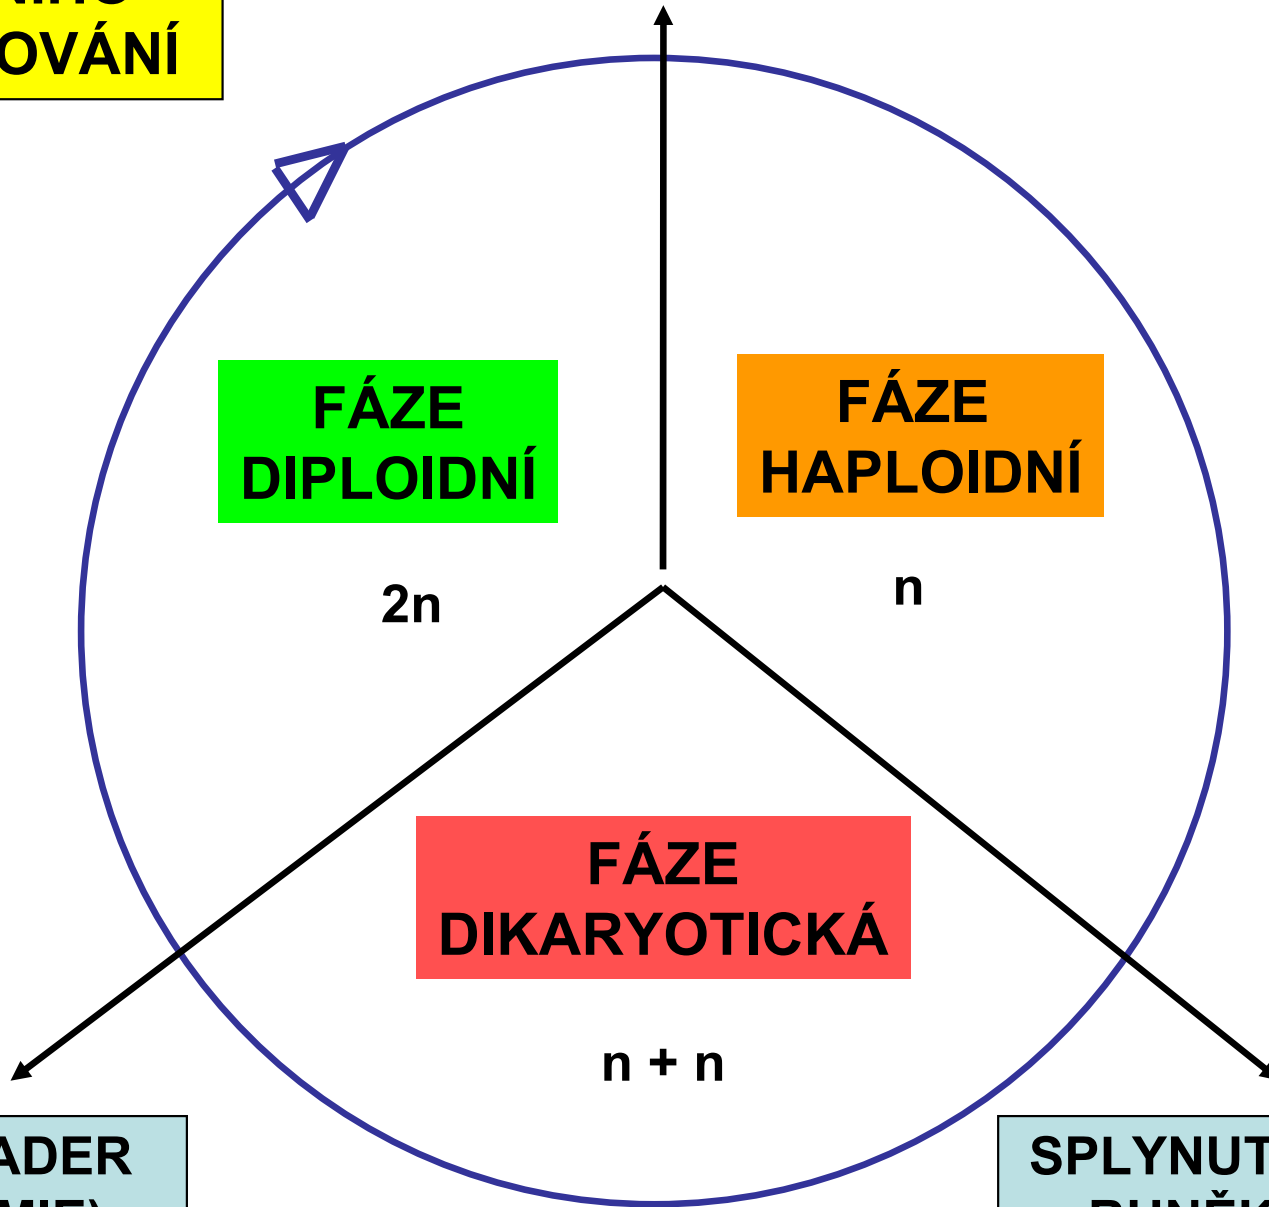 OVÁNÍ
FÁZE
DIPLOIDNÍ
2n
FÁZE
HAPLOIDNÍ
n
FÁZE
DIKARYOTICKÁ
n + n
ADER
SPLYNUT